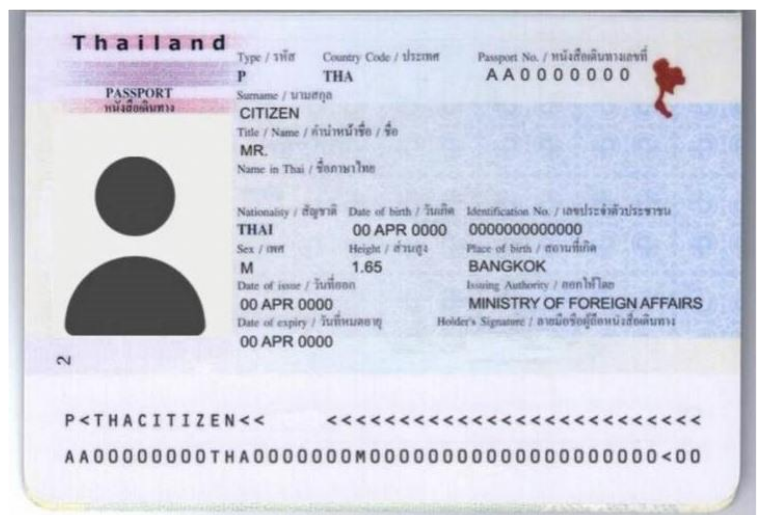 Thailand
PASSPORT
หนังสือเดินทาง
Type / รหัส Country Code / ประเทศ Passport No. / หนังสือเดินทางเลขที่
P THA AA0000000
Surname / นามสกุล
CITIZEN
Title / Name / คำนำหน้าชื่อ / ชื่อ
MR.
Name in Thai / ชื่อภาษาไทย
Nationality / สัญชาติ Date of birth / วันเกิด Identification No. / เลขประจำตัวประชาชน
THAI 00 APR 0000 0000000000000
Sex / เพศ Height / ส่วนสูง Place of birth / สถานที่เกิด
M 1.65 BANGKOK
Date of issue / วันที่ออก Issuing Authority / ออกให้โดย
00 APR 0000 MINISTRY OF FOREIGN AFFAIRS
Date of expiry / วันที่หมดอายุ Holder's Signature / ลายมือชื่อผู้ถือหนังสือเดินทาง
00 APR 0000
2
P<THACITIZEN<< <<<<<<<<<<<<<<<<<<<<<<<<<<
AA00000000THA0000000M00000000000000000000<00